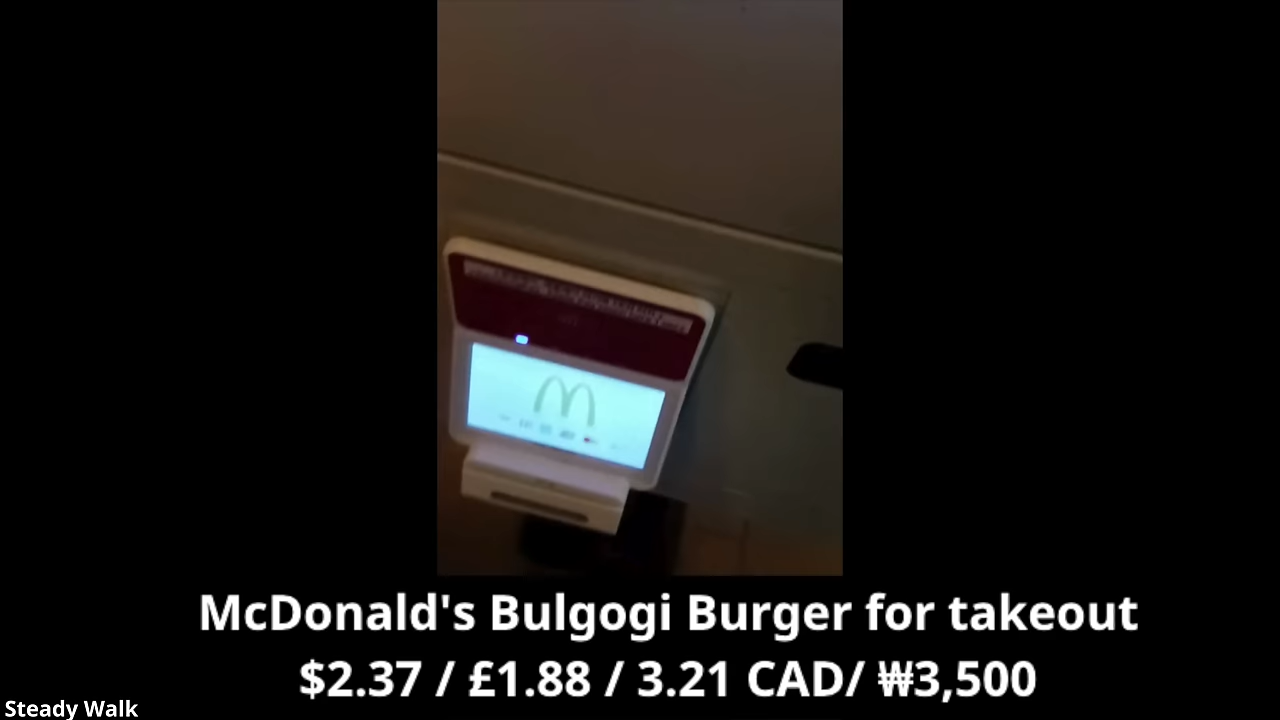 McDonald's Bulgogi Burger for takeout
$2.37 / £1.88 / 3.21 CAD/ ₩3,500
Steady Walk